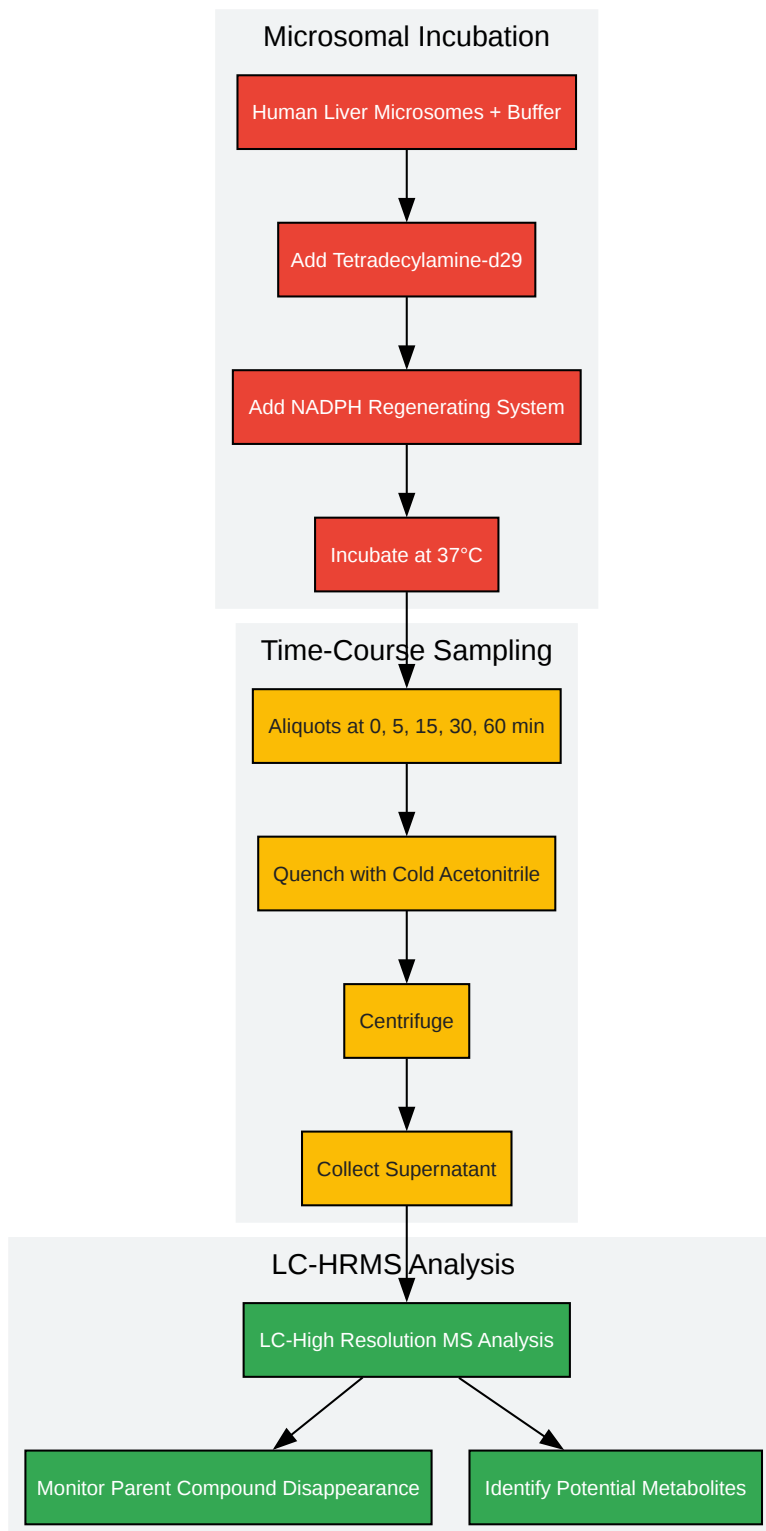 Microsomal Incubation
Human Liver Microsomes + Buffer
Add Tetradecylamine-d29
Add NADPH Regenerating System
Incubate at 37°C
Time-Course Sampling
Aliquots at 0, 5, 15, 30, 60 min
Quench with Cold Acetonitrile
Centrifuge
Collect Supernatant
LC-HRMS Analysis
LC-High Resolution MS Analysis
Monitor Parent Compound Disappearance
Identify Potential Metabolites